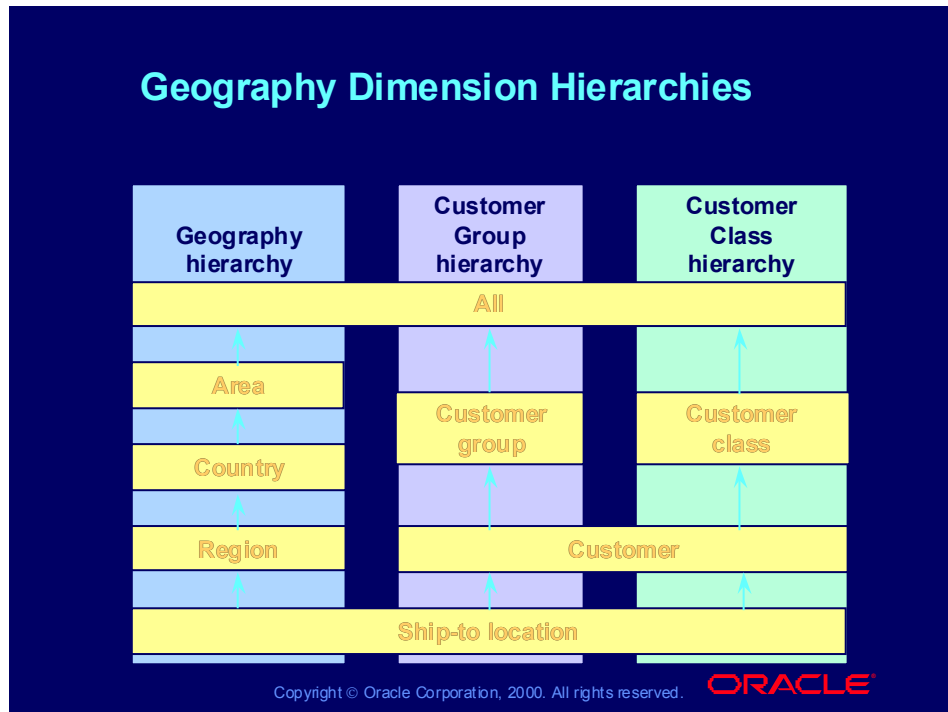 Geography Dimension Hierarchies
Geography
hierarchy
Customer
Group
hierarchy
Customer
Class
hierarchy
All
Area
Customer
group
Customer
class
Country
Region
Customer
Ship-to location
Copyright © Oracle Corporation, 2000. All rights reserved.
ORACLE®